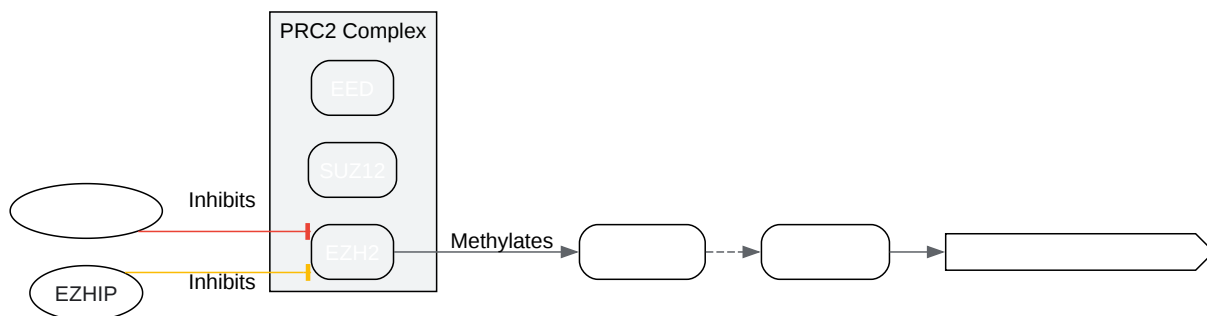 PRC2 Complex
EED
SUZ12
Inhibits
EZH2
Methylates
Inhibits
EZHIP